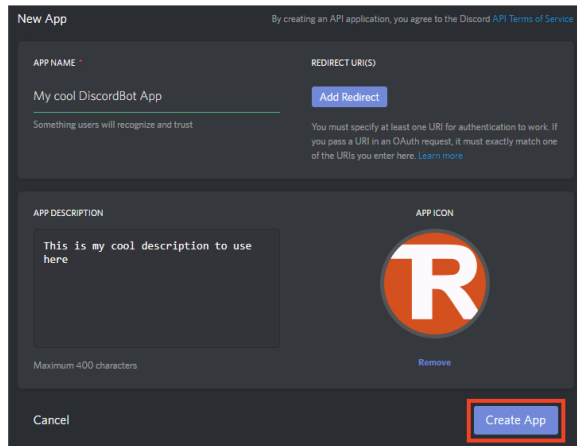 New App
By creating an API application, you agree to the Discord API Terms of Service
APP NAME *
My cool DiscordBot App
Something users will recognize and trust
REDIRECT URI(S)
Add Redirect
You must specify at least one URI for authentication to work. If
you pass a URI in an OAuth request, it must exactly match one
of the URIs you enter here. Learn more
APP DESCRIPTION
This is my cool description to use
here
Maximum 400 characters
APP ICON
TR
Remove
Cancel
Create App